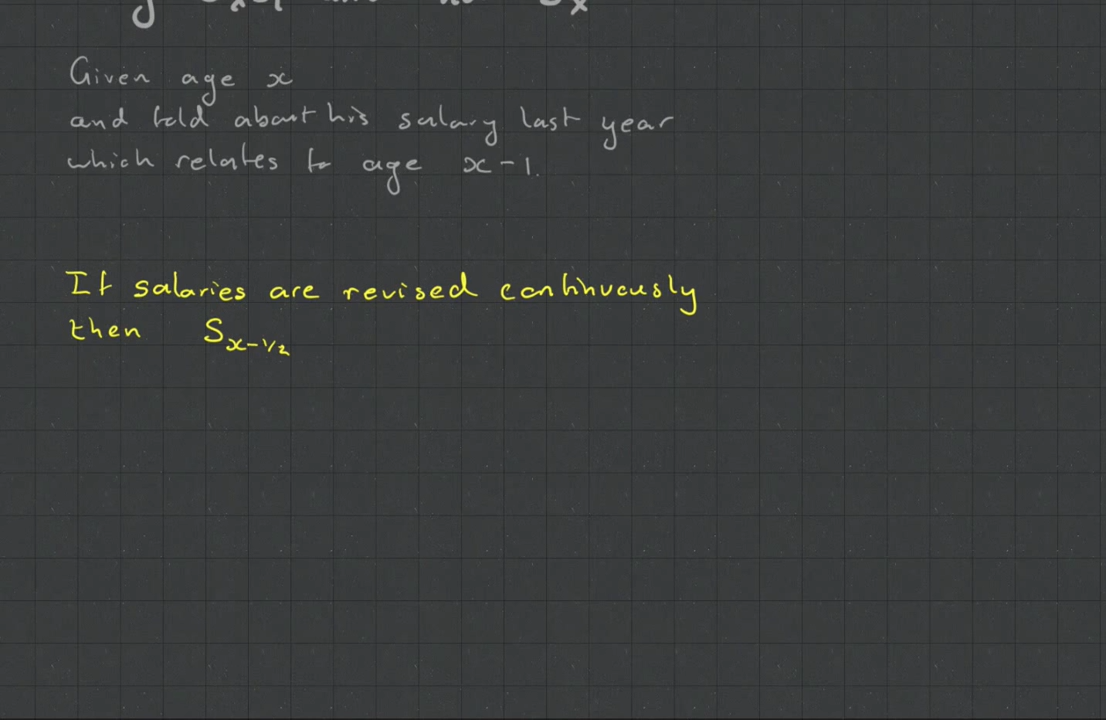 Given age x
and told about his salary last year
which relates to age x-1.
If salaries are revised continuously
then S_{x-1/2}